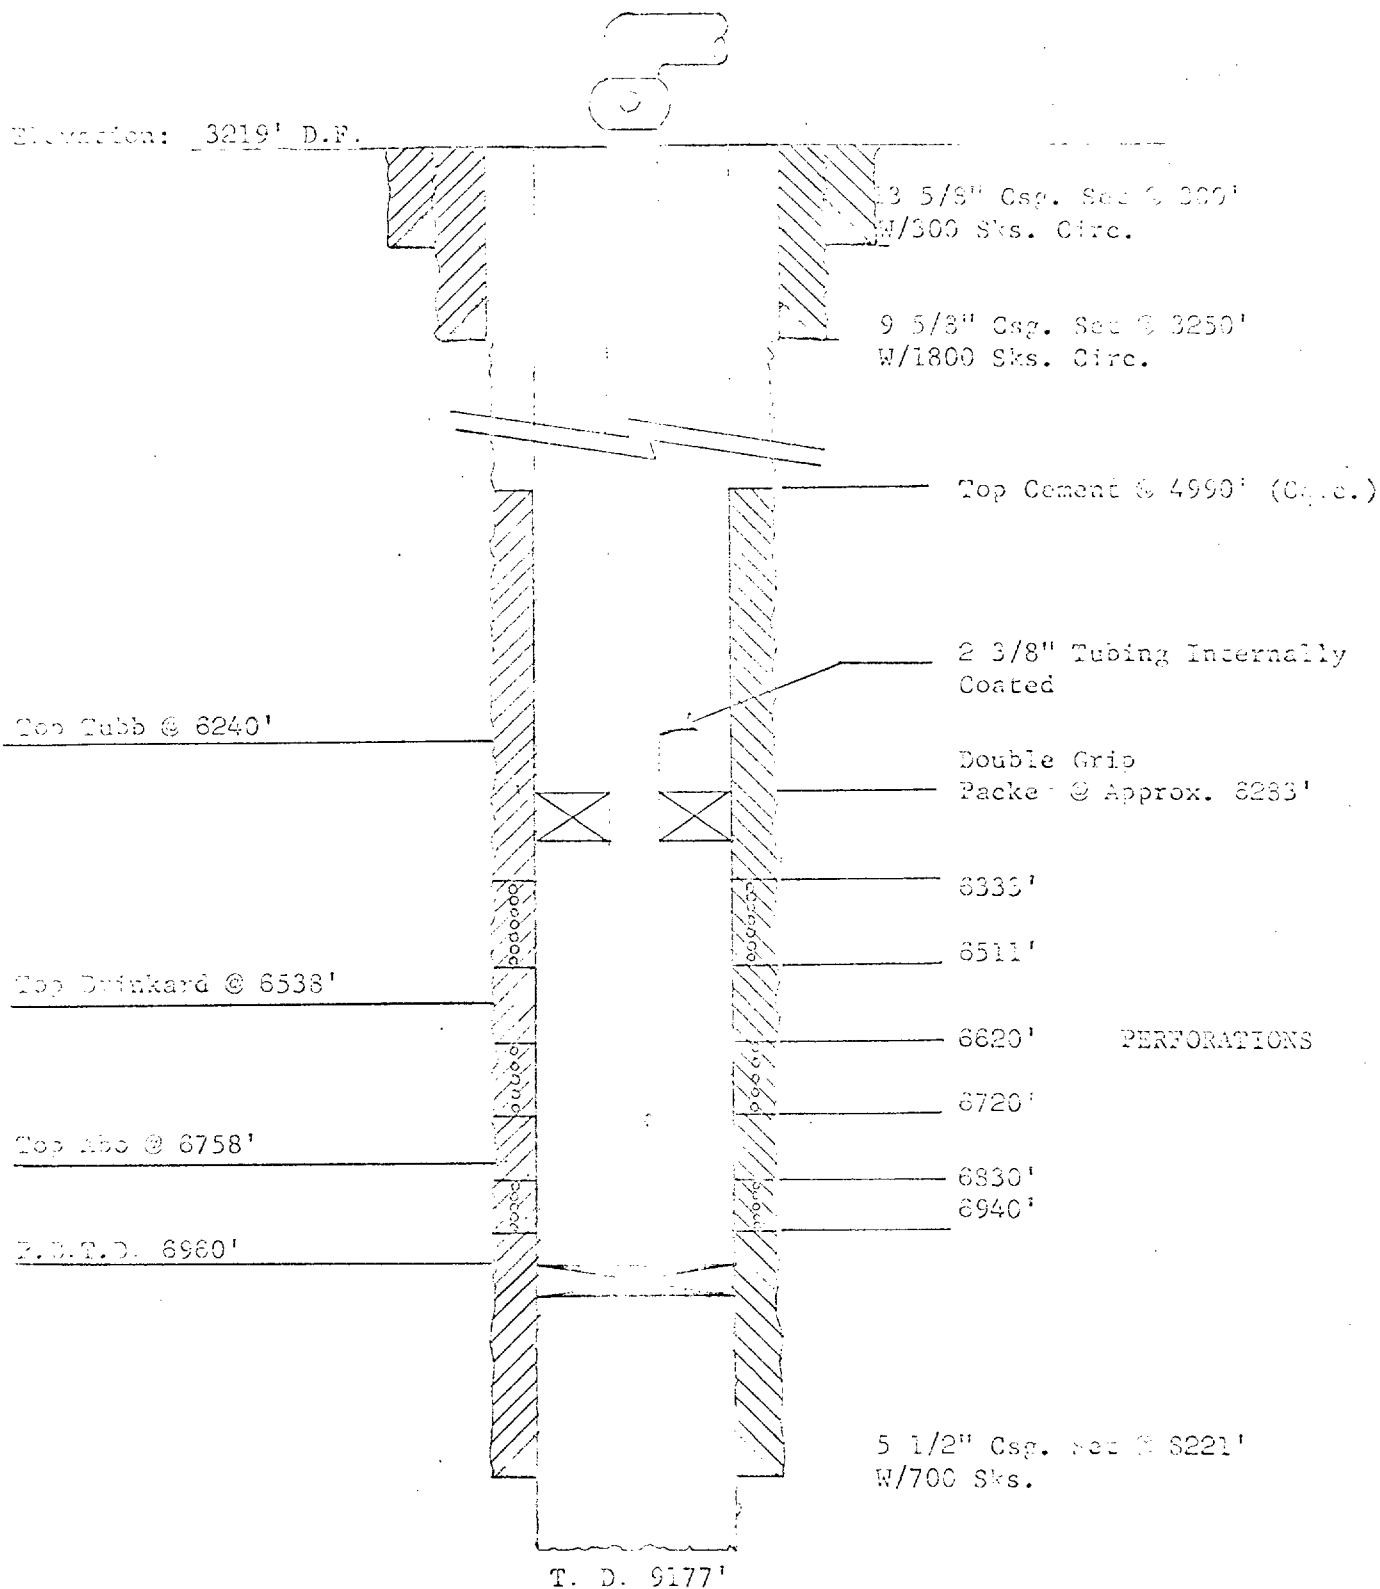 3219' D.F.
13 5/8" Csg. Set @ 300'
W/300 Sks. Circ.
9 5/8" Csg. Set @ 3250'
W/1800 Sks. Circ.
Top Cement @ 4990' (Calc.)
2 3/8" Tubing Internally
Coated
Top Tubb @ 6240'
Double Grip
Packer @ Approx. 6283'
6333'
6511'
Top Drinkard @ 6538'
6620' PERFORATIONS
6720'
Top Abo @ 6758'
6830'
6940'
P.B.T.D. 6960'
5 1/2" Csg. Set @
W/700 Sks.
T. D. 9177'